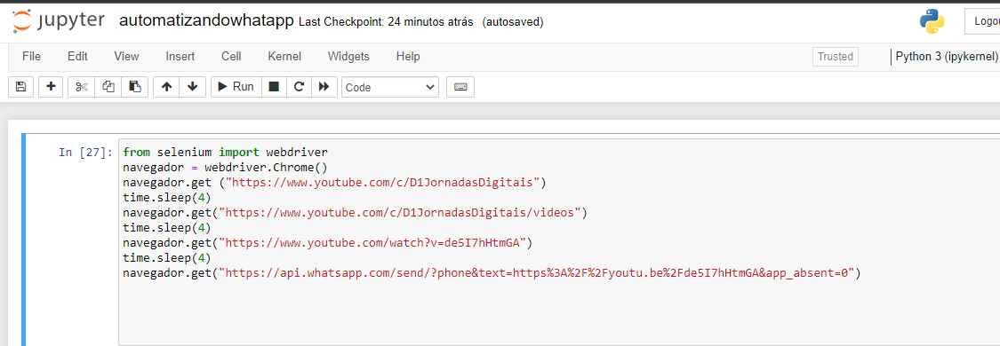 jupyter automatizandowhatapp Last Checkpoint: 24 minutos atrás (autosaved)
File Edit View Insert Cell Kernel Widgets Help Trusted Python 3 (ipykernel)
Run Code
In [27]: from selenium import webdriver
navegador = webdriver.Chrome()
navegador.get ("https://www.youtube.com/c/D1JornadasDigitais")
time.sleep(4)
navegador.get("https://www.youtube.com/c/D1JornadasDigitais/videos")
time.sleep(4)
navegador.get("https://www.youtube.com/watch?v=de5I7hHtmGA")
time.sleep(4)
navegador.get("https://api.whatsapp.com/send/?phone&text=https%3A%2F%2Fyoutu.be%2Fde5I7hHtmGA&app_absent=0")